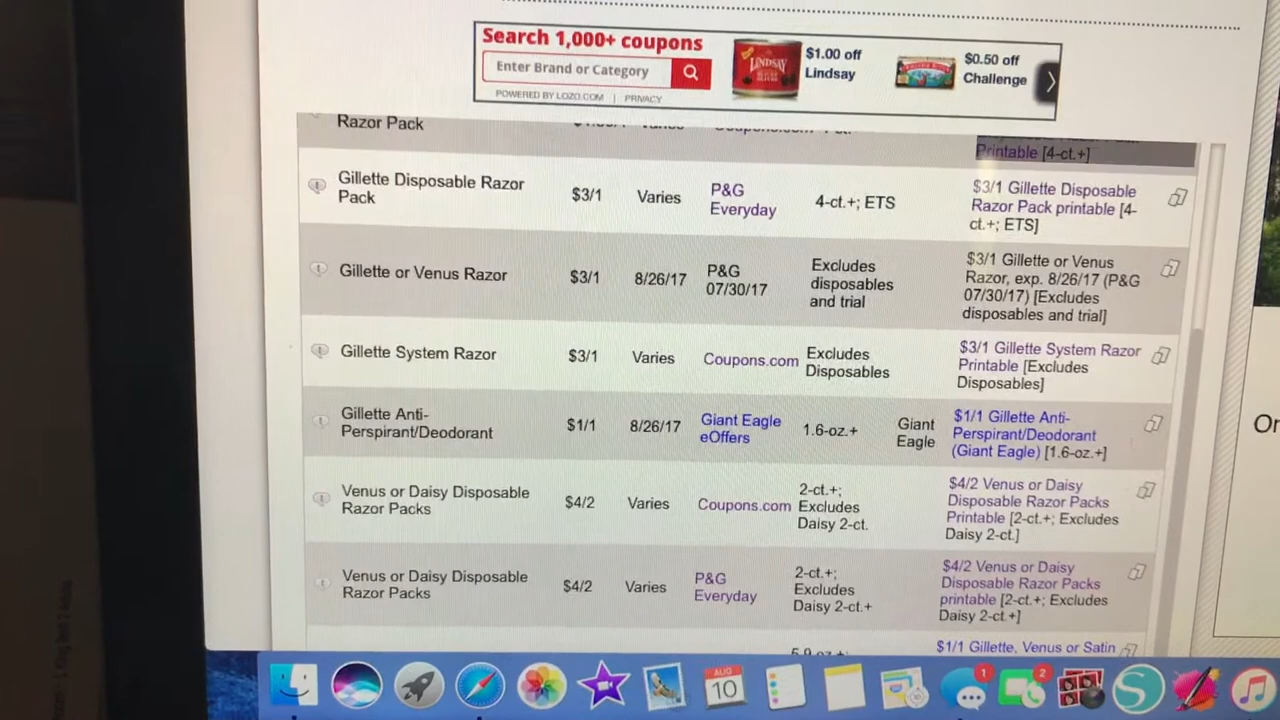 Search 1,000+ coupons
Enter Brand or Category
POWERED BY LOZO.COM | PRIVACY
LINDSAY
$1.00 off
Lindsay
$0.50 off
Challenge
Razor Pack
Varies
Coupons.com
Printable [4-ct.+]
Gillette Disposable Razor
Pack
$3/1
Varies
P&G
Everyday
4-ct.+; ETS
$3/1 Gillette Disposable
Razor Pack printable [4-
ct.+; ETS]
Gillette or Venus Razor
$3/1
8/26/17
P&G
07/30/17
Excludes
disposables
and trial
$3/1 Gillette or Venus
Razor, exp. 8/26/17 (P&G
07/30/17) [Excludes
disposables and trial]
Gillette System Razor
$3/1
Varies
Coupons.com
Excludes
Disposables
$3/1 Gillette System Razor
Printable [Excludes
Disposables]
Gillette Anti-
Perspirant/Deodorant
$1/1
8/26/17
Giant Eagle
eOffers
1.6-oz.+
Giant
Eagle
$1/1 Gillette Anti-
Perspirant/Deodorant
(Giant Eagle) [1.6-oz.+]
Venus or Daisy Disposable
Razor Packs
$4/2
Varies
Coupons.com
2-ct.+;
Excludes
Daisy 2-ct.
$4/2 Venus or Daisy
Disposable Razor Packs
Printable [2-ct.+; Excludes
Daisy 2-ct.]
Venus or Daisy Disposable
Razor Packs
$4/2
Varies
P&G
Everyday
2-ct.+;
Excludes
Daisy 2-ct.+
$4/2 Venus or Daisy
Disposable Razor Packs
printable [2-ct.+; Excludes
Daisy 2-ct.+]
$1/1 Gillette, Venus or Satin
Or
AUG
10
1
2